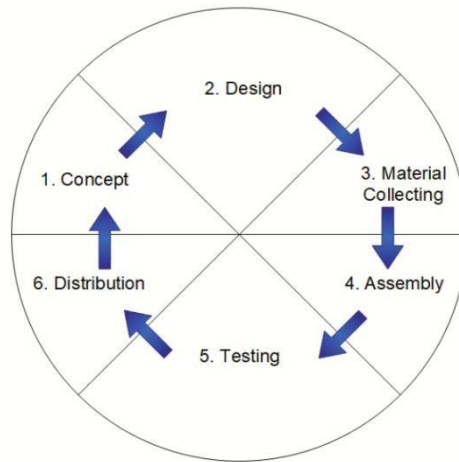 1. Concept
2. Design
3. Material
Collecting
4. Assembly
5. Testing
6. Distribution